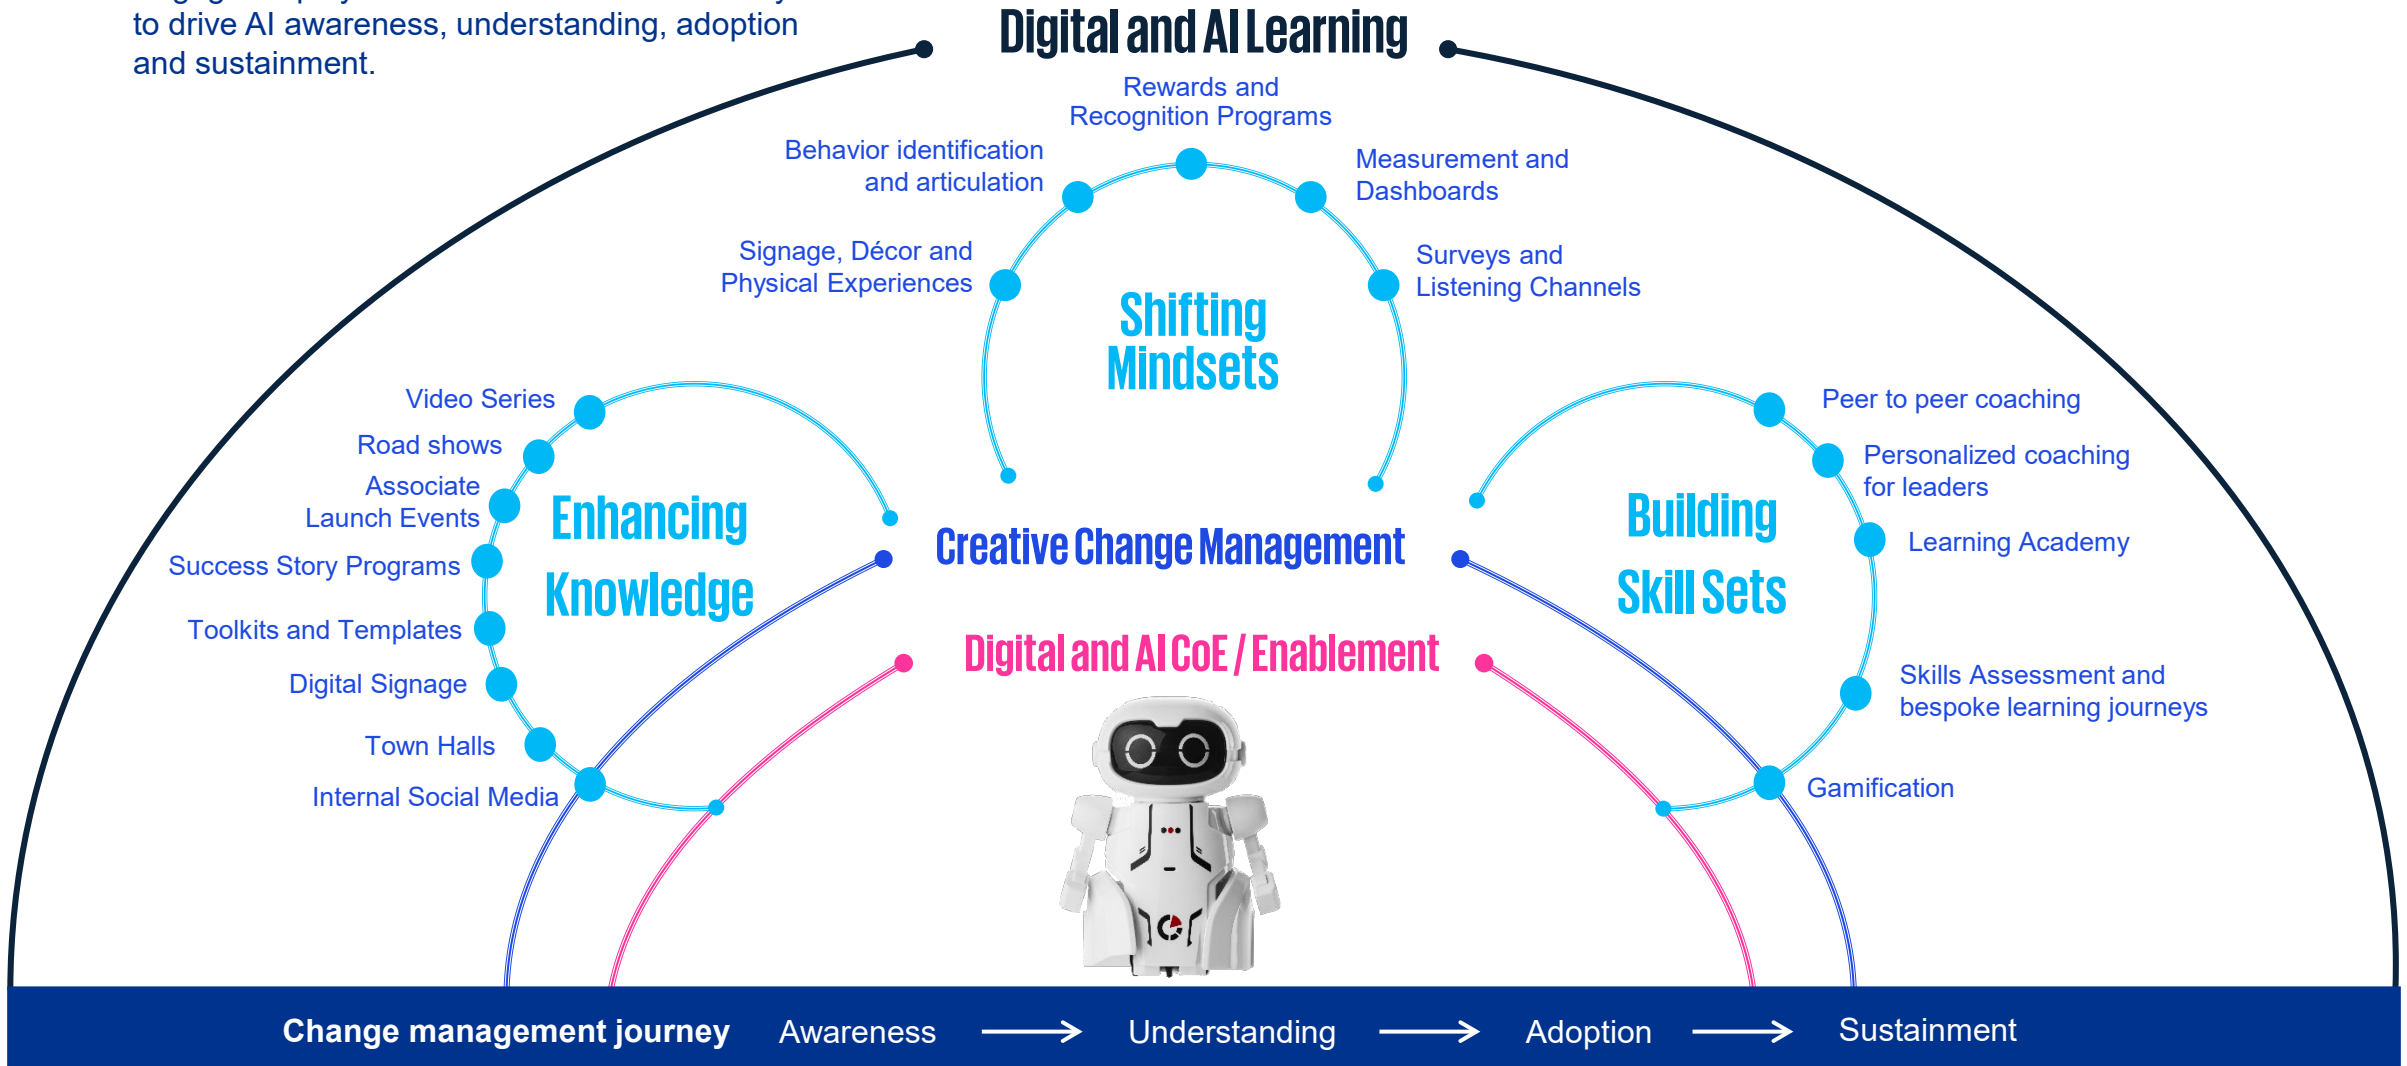 to drive AI awareness, understanding, adoption
and sustainment.
Digital and AI Learning
Rewards and
Recognition Programs
Behavior identification
and articulation
Measurement and
Dashboards
Signage, Décor and
Physical Experiences
Surveys and
Listening Channels
Shifting
Mindsets
Video Series
Road shows
Associate
Launch Events
Success Story Programs
Toolkits and Templates
Digital Signage
Town Halls
Internal Social Media
Enhancing
Knowledge
Creative Change Management
Digital and AI CoE / Enablement
Building
Skill Sets
Peer to peer coaching
Personalized coaching
for leaders
Learning Academy
Skills Assessment and
bespoke learning journeys
Gamification
Change management journey Awareness Understanding Adoption Sustainment